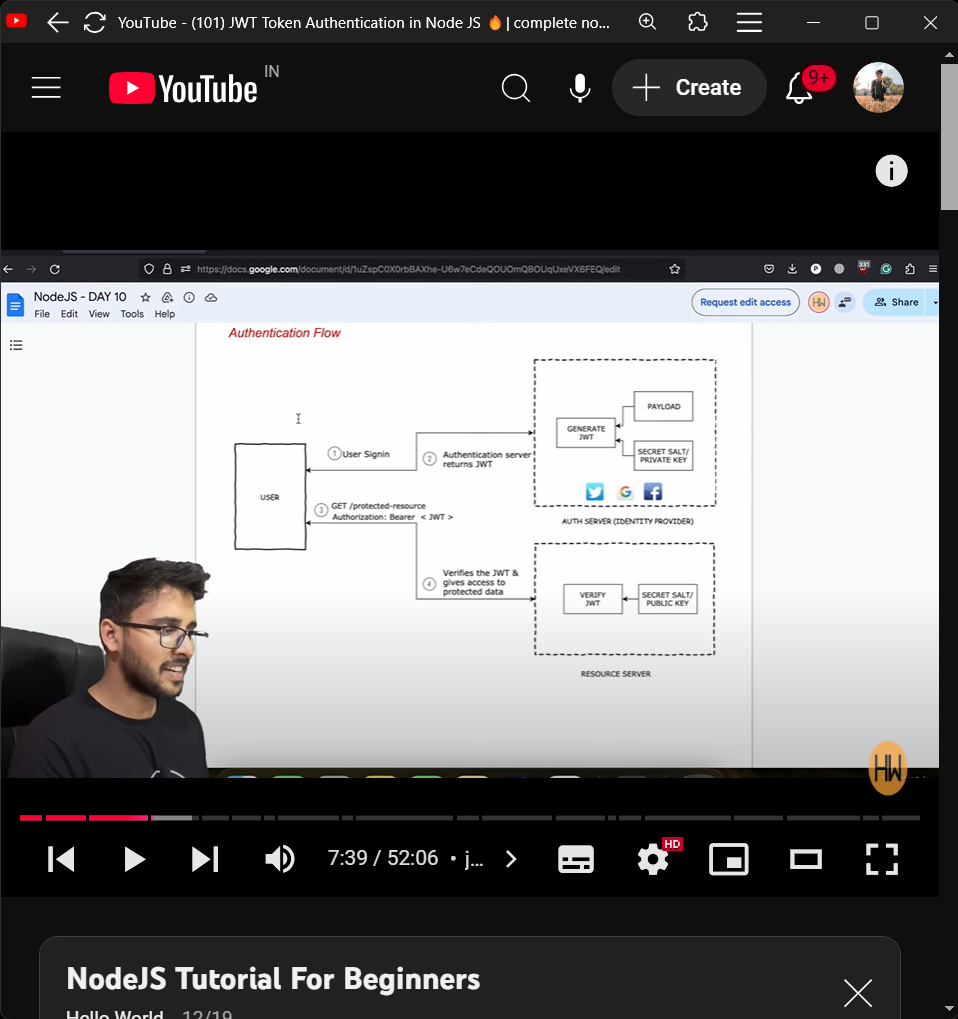 YouTube - (101) JWT Token Authentication in Node JS 🔥| complete no...
YouTube IN
Create
9+
https://docs.google.com/document/d/1uZspC0X0rbBAXhe-U6w7eCdeQOUOmQBOUqUxeVX6FEQ/edit
331
NodeJS - DAY 10
File Edit View Tools Help
Request edit access
HW
Share
Authentication Flow
PAYLOAD
GENERATE
JWT
SECRET SALT/
PRIVATE KEY
1 User Signin
2 Authentication server
returns JWT
USER
3 GET /protected-resource
Authorization: Bearer < JWT >
AUTH SERVER (IDENTITY PROVIDER)
4 Verifies the JWT &
gives access to
protected data
VERIFY
JWT
SECRET SALT/
PUBLIC KEY
RESOURCE SERVER
HW
7:39 / 52:06 • j...
HD
NodeJS Tutorial For Beginners
Hello World 12/19